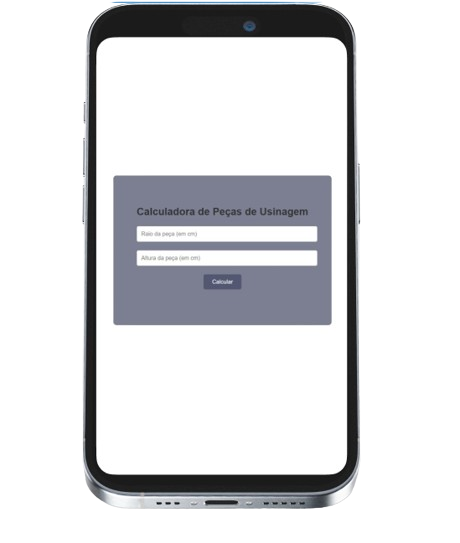 Calculadora de Peças de Usinagem
Raio da peça (em cm)
Altura da peça (em cm)
Calcular